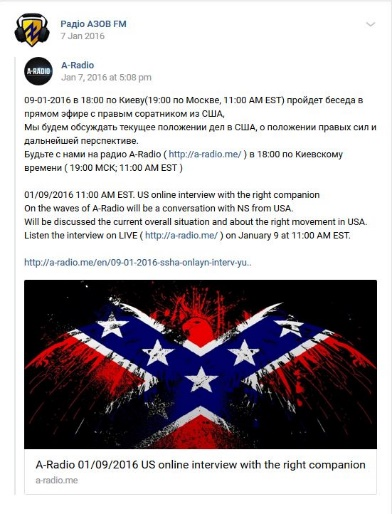 Радіо АЗОВ FM
7 Jan 2016
A-RADIO
A-Radio
Jan 7, 2016 at 5:08 pm
09-01-2016 в 18:00 по Киеву(19:00 по Москве, 11:00 AM EST) пройдет беседа в
прямом эфире с правым соратником из США,
Мы будем обсуждать текущее положении дел в США, о положении правых сил и
дальнейшей перспективе.
Будьте с нами на радио A-Radio ( http://a-radio.me/ ) в 18:00 по Киевскому
времени ( 19:00 МСК; 11:00 AM EST )
01/09/2016 11:00 AM EST. US online interview with the right companion
On the waves of A-Radio will be a conversation with NS from USA.
Will be discussed the current overall situation and about the right movement in USA.
Listen the interview on LIVE ( http://a-radio.me/ ) on January 9 at 11:00 AM EST.
http://a-radio.me/en/09-01-2016-ssha-onlayn-interv-yu..
A-Radio 01/09/2016 US online interview with the right companion
a-radio.me